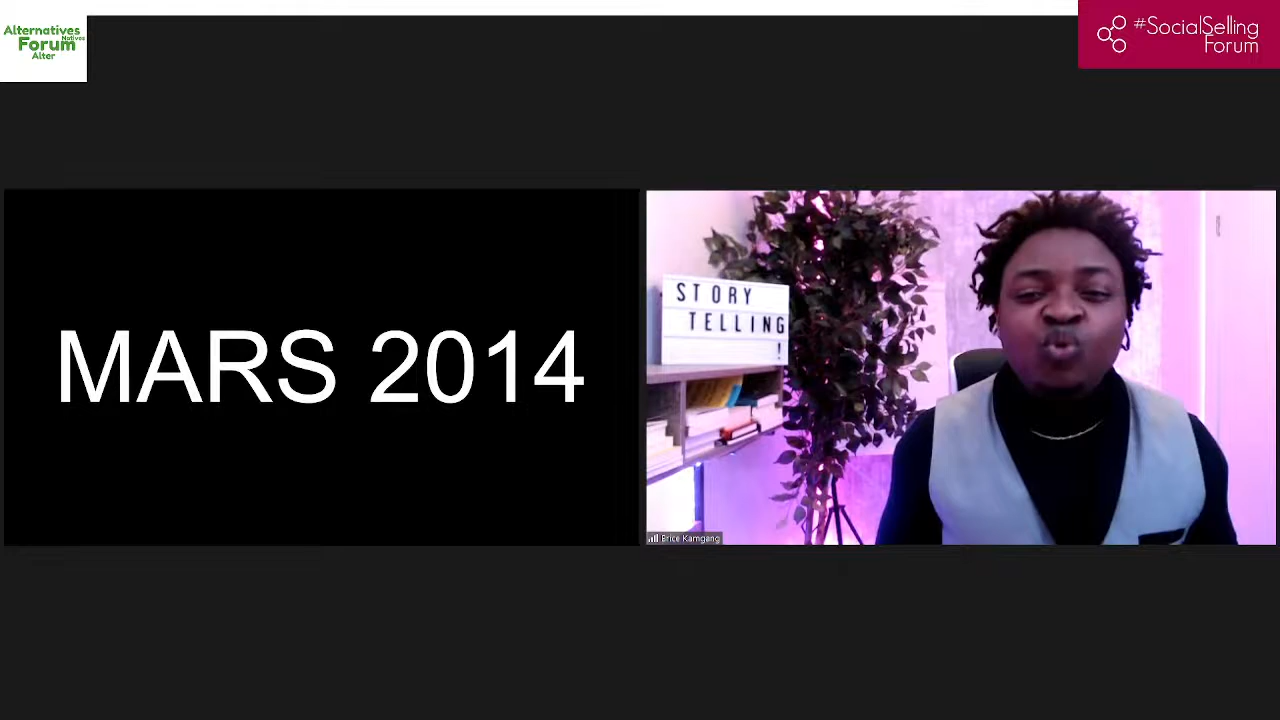 Alternatives
Natives
Forum
Alter
#SocialSelling
Forum
MARS 2014
STORY
TELLING
!
Brice Kamgang